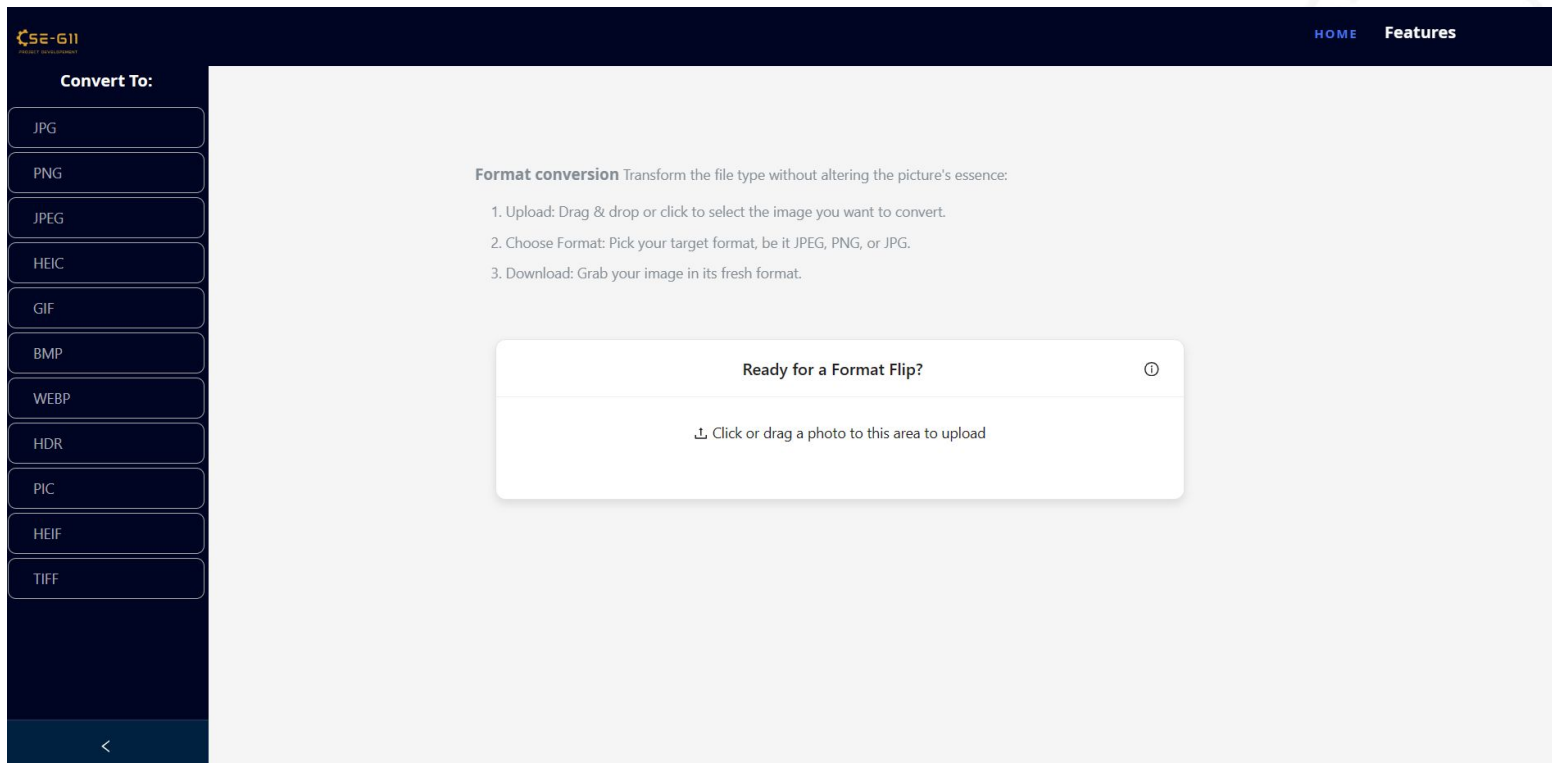 CSE-G11
PROJECT DEVELOPEMENT
HOME Features
Convert To:
JPG
PNG
JPEG
HEIC
GIF
BMP
WEBP
HDR
PIC
HEIF
TIFF
Format conversion Transform the file type without altering the picture's essence:
1. Upload: Drag & drop or click to select the image you want to convert.
2. Choose Format: Pick your target format, be it JPEG, PNG, or JPG.
3. Download: Grab your image in its fresh format.
Ready for a Format Flip?
Click or drag a photo to this area to upload